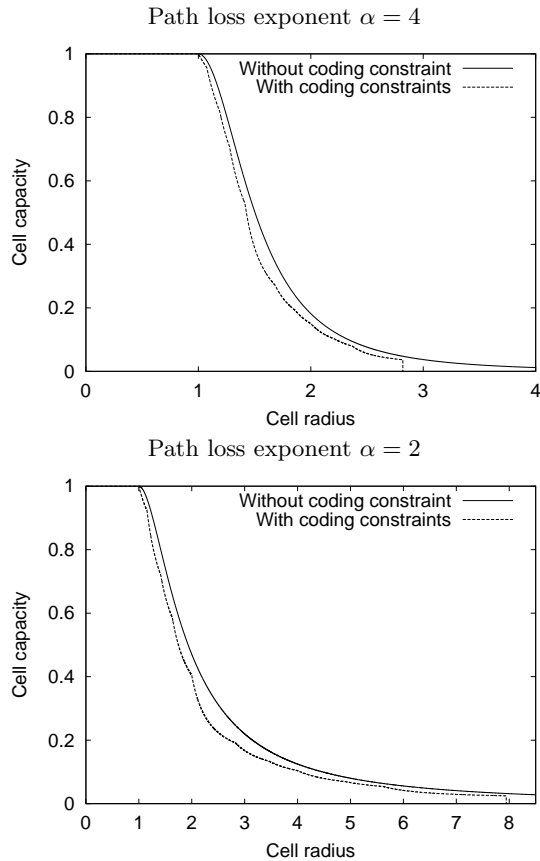 Path loss exponent α = 4
1
Without coding constraint
With coding constraints
0.8
0.6
Cell capacity
0.4
0.2
0
0 1 2 3 4
Cell radius
Path loss exponent α = 2
1
Without coding constraint
With coding constraints
0.8
0.6
Cell capacity
0.4
0.2
0
0 1 2 3 4 5 6 7 8
Cell radius